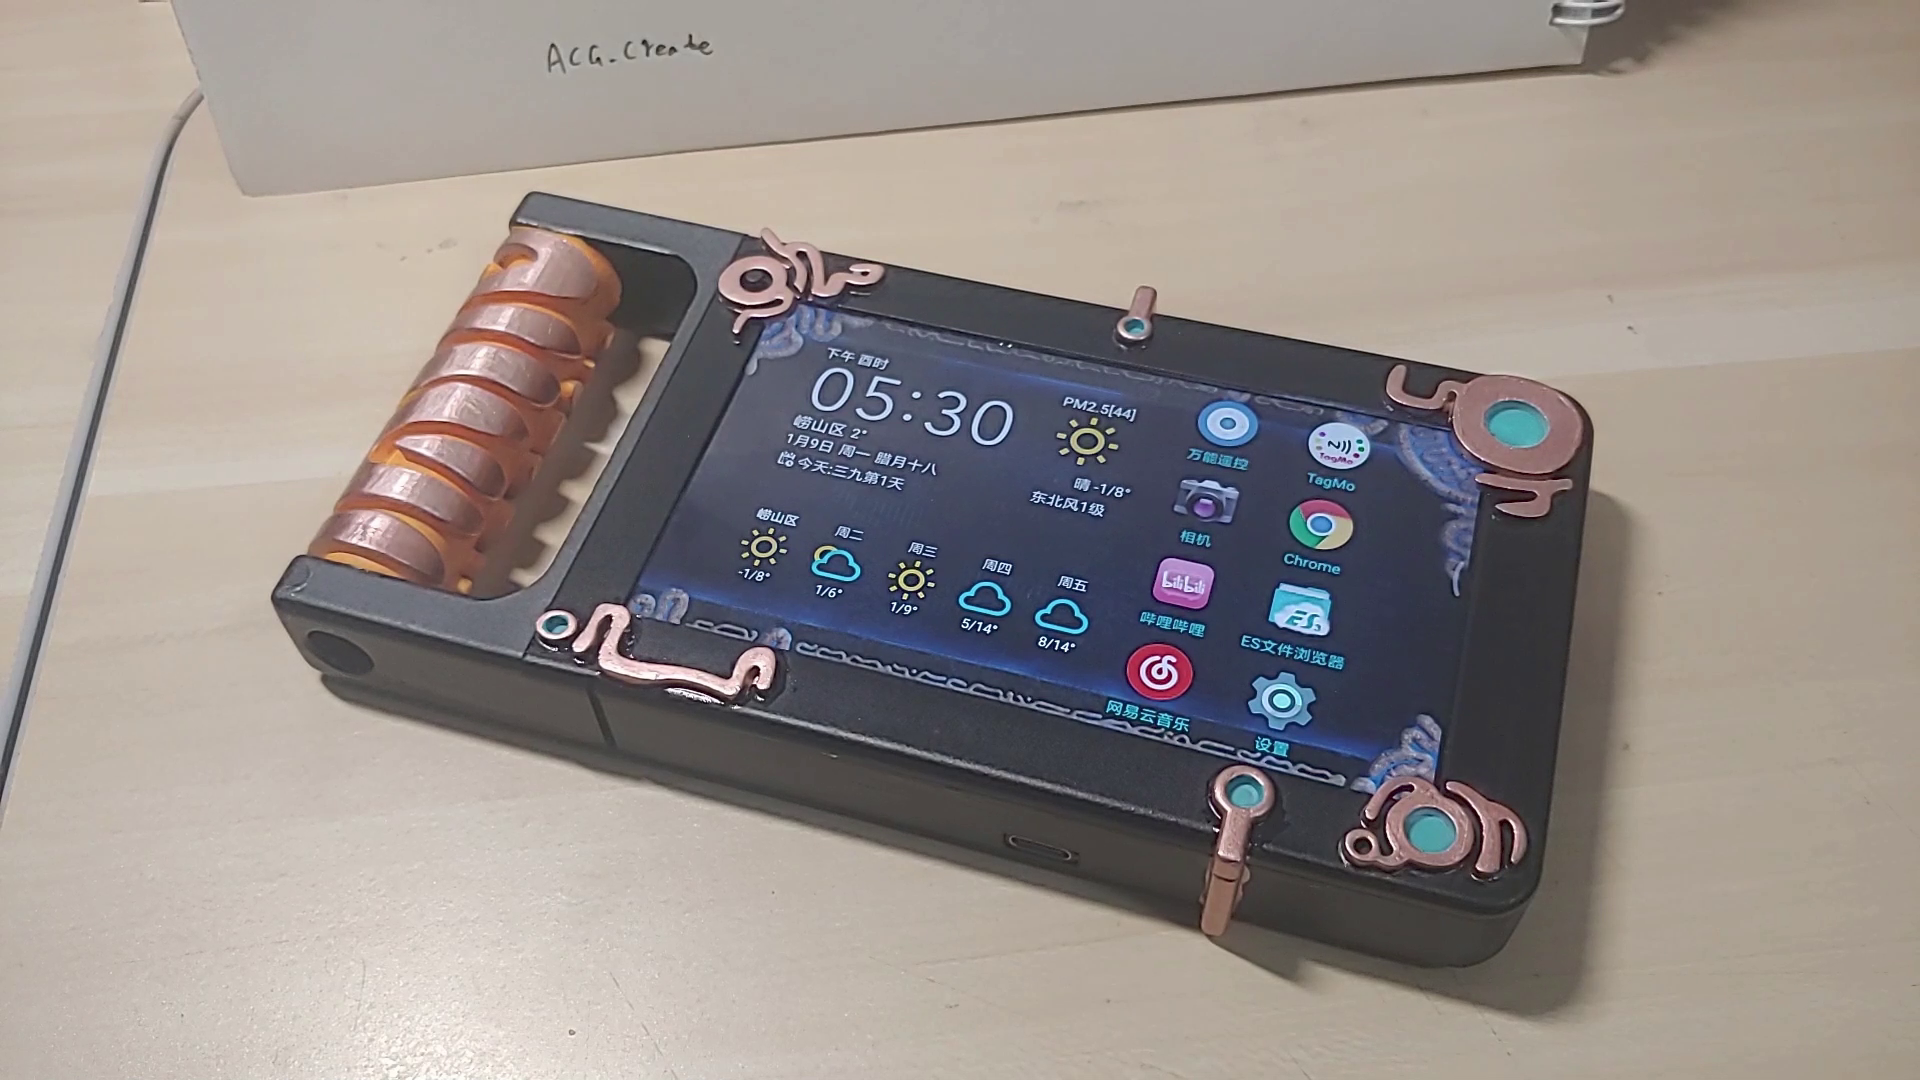 ACG.Create
下午 酉时
05:30
崂山区 2°
1月9日 周一 腊月十八
今天:三九第1天
PM2.5[44]
晴 -1/8°
东北风1级
崂山区
-1/8°
周二
1/6°
周三
1/9°
周四
5/14°
周五
8/14°
万能遥控
TagMo
TagMo
相机
Chrome
bilibili
哔哩哔哩
ES
ES文件浏览器
网易云音乐
设置